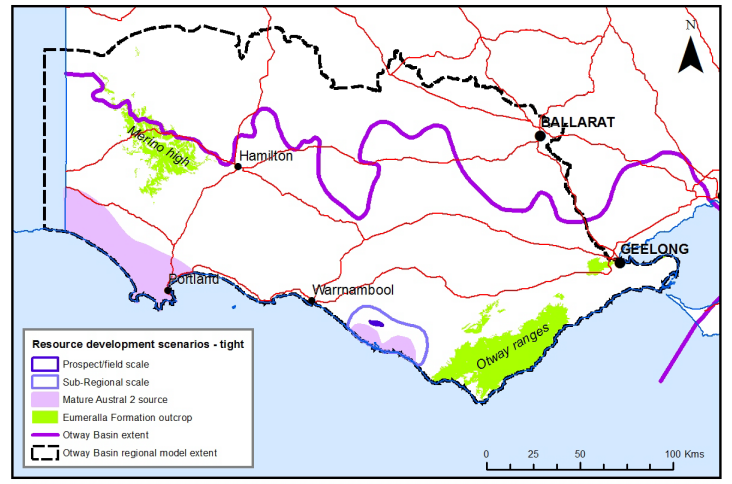 N
BALLARAT
Merino high
Hamilton
GEELONG
Portland
Warrnambool
Otway ranges
Resource development scenarios - tight
Prospect/field scale
Sub-Regional scale
Mature Austral 2 source
Eumeralla Formation outcrop
Otway Basin extent
Otway Basin regional model extent
0 25 50 100 Kms